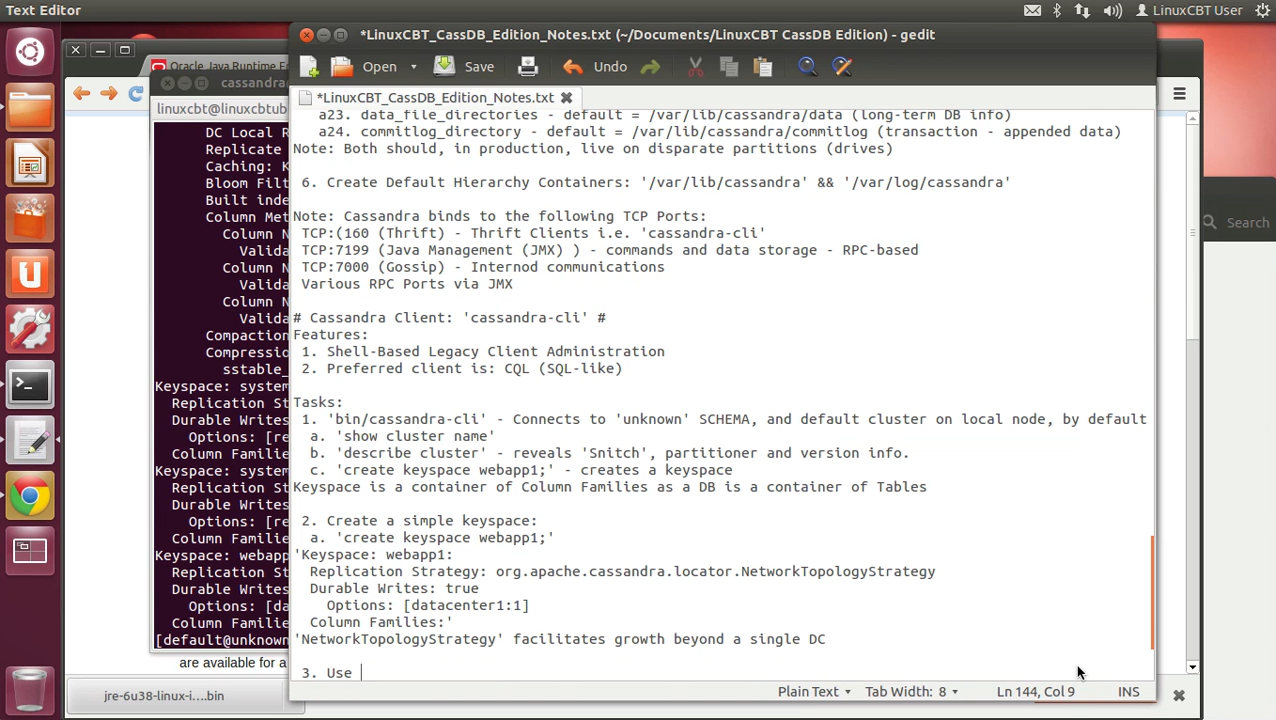 Text Editor
LinuxCBT User
*LinuxCBT_CassDB_Edition_Notes.txt (~/Documents/LinuxCBT CassDB Edition) - gedit
Oracle Java Runtime E
cassandra
Open
Save
Undo
linuxcbt@linuxcbtub
*LinuxCBT_CassDB_Edition_Notes.txt
a23. data_file_directories - default = /var/lib/cassandra/data (long-term DB info)
a24. commitlog_directory - default = /var/lib/cassandra/commitlog (transaction - appended data)
Note: Both should, in production, live on disparate partitions (drives)
6. Create Default Hierarchy Containers: '/var/lib/cassandra' && '/var/log/cassandra'
Note: Cassandra binds to the following TCP Ports:
TCP:(160 (Thrift) - Thrift Clients i.e. 'cassandra-cli'
TCP:7199 (Java Management (JMX) ) - commands and data storage - RPC-based
TCP:7000 (Gossip) - Internod communications
Various RPC Ports via JMX
# Cassandra Client: 'cassandra-cli' #
Features:
1. Shell-Based Legacy Client Administration
2. Preferred client is: CQL (SQL-like)
Tasks:
1. 'bin/cassandra-cli' - Connects to 'unknown' SCHEMA, and default cluster on local node, by default
a. 'show cluster name'
b. 'describe cluster' - reveals 'Snitch', partitioner and version info.
c. 'create keyspace webapp1;' - creates a keyspace
Keyspace is a container of Column Families as a DB is a container of Tables
2. Create a simple keyspace:
a. 'create keyspace webapp1;'
'Keyspace: webapp1:
Replication Strategy: org.apache.cassandra.locator.NetworkTopologyStrategy
Durable Writes: true
Options: [datacenter1:1]
Column Families:'
'NetworkTopologyStrategy' facilitates growth beyond a single DC
3. Use
Plain Text
Tab Width: 8
Ln 144, Col 9
INS
DC Local R
Replicate
Caching: K
Bloom Filt
Built inde
Column Met
Column N
Valida
Column N
Valida
Column N
Valida
Compaction
Compressio
sstable_
Keyspace: system
Replication St
Durable Writes
Options: [re
Column Families
Keyspace: system
Replication St
Durable Writes
Options: [re
Column Families
Keyspace: webapp
Replication St
Durable Writes
Options: [da
Column Families
[default@unknown
are available for a
jre-6u38-linux-i....bin
Search